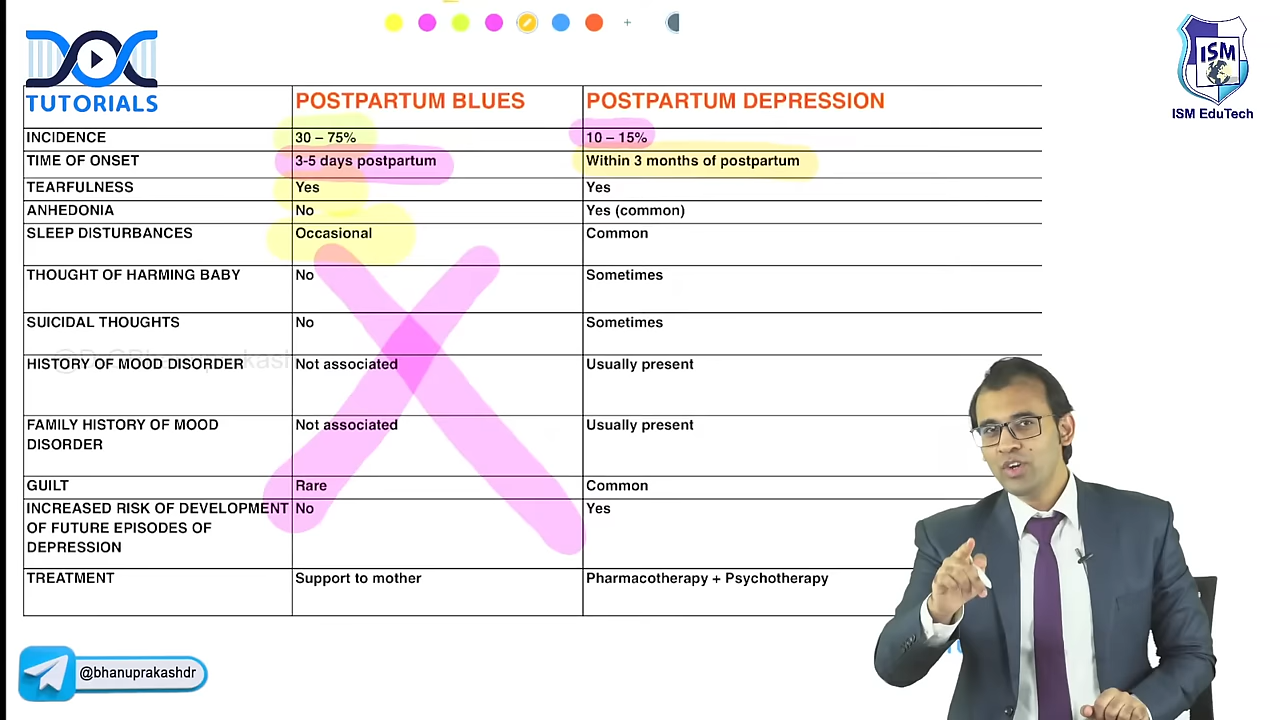 DOC
TUTORIALS
ISM
ISM EduTech
POSTPARTUM BLUES
POSTPARTUM DEPRESSION
INCIDENCE
30 – 75%
10 – 15%
TIME OF ONSET
3-5 days postpartum
Within 3 months of postpartum
TEARFULNESS
Yes
Yes
ANHEDONIA
No
Yes (common)
SLEEP DISTURBANCES
Occasional
Common
THOUGHT OF HARMING BABY
No
Sometimes
SUICIDAL THOUGHTS
No
Sometimes
HISTORY OF MOOD DISORDER
Not associated
Usually present
FAMILY HISTORY OF MOOD
DISORDER
Not associated
Usually present
GUILT
Rare
Common
INCREASED RISK OF DEVELOPMENT
OF FUTURE EPISODES OF
DEPRESSION
No
Yes
TREATMENT
Support to mother
Pharmacotherapy + Psychotherapy
@bhanuprakashdr